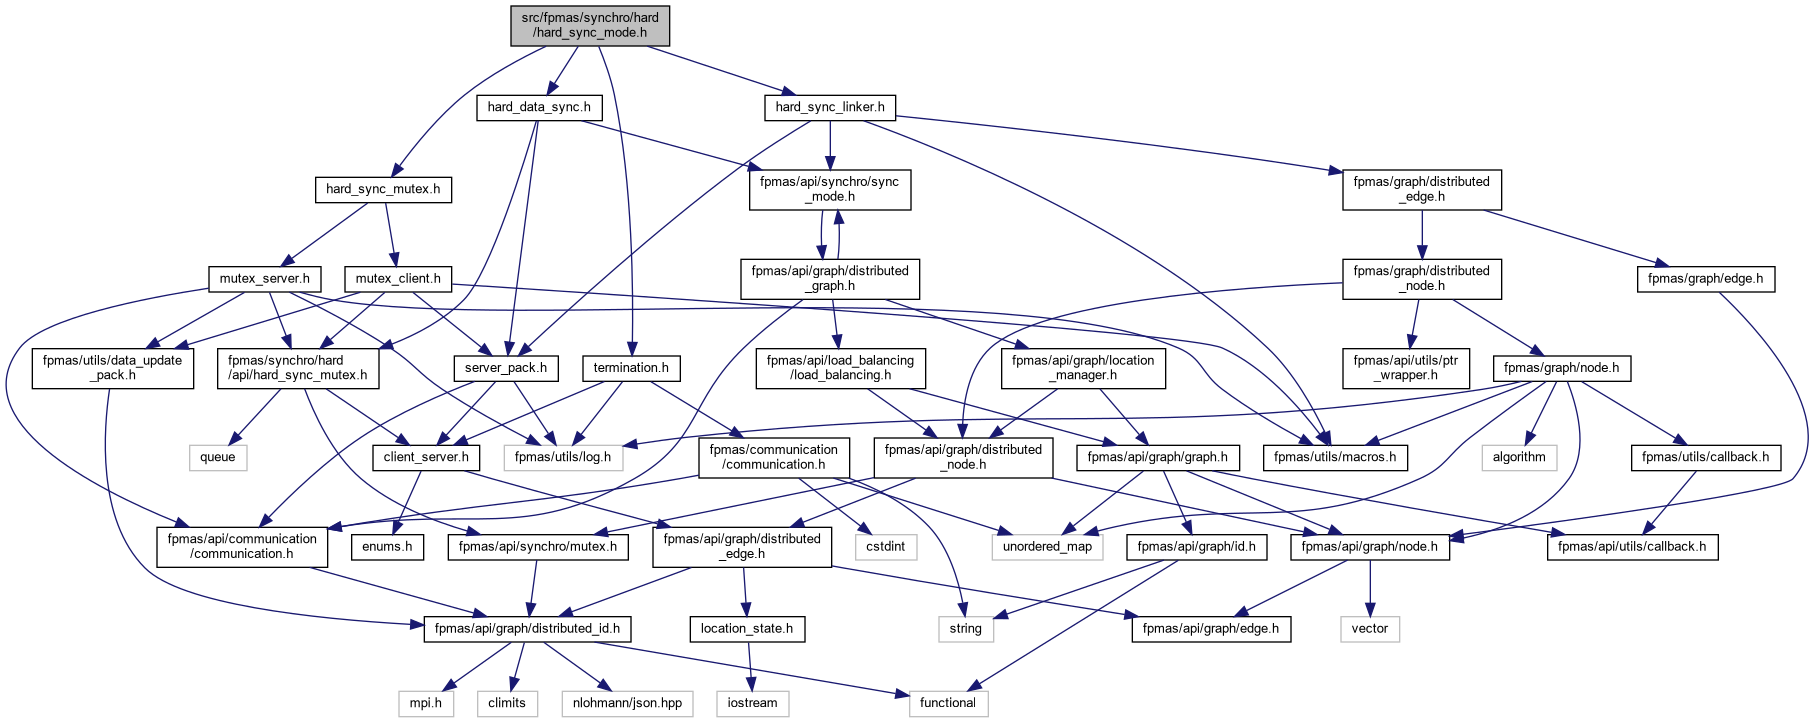 src/fpmas/synchro/hard
/hard_sync_mode.h
hard_data_sync.h
hard_sync_linker.h
hard_sync_mutex.h
fpmas/api/synchro/sync
_mode.h
fpmas/graph/distributed
_edge.h
mutex_server.h
mutex_client.h
fpmas/api/graph/distributed
_graph.h
fpmas/graph/distributed
_node.h
fpmas/graph/edge.h
fpmas/utils/data_update
_pack.h
fpmas/synchro/hard
/api/hard_sync_mutex.h
server_pack.h
termination.h
fpmas/api/load_balancing
/load_balancing.h
fpmas/api/graph/location
_manager.h
fpmas/api/utils/ptr
_wrapper.h
fpmas/graph/node.h
queue
client_server.h
fpmas/utils/log.h
fpmas/communication
/communication.h
fpmas/api/graph/distributed
_node.h
fpmas/api/graph/graph.h
fpmas/utils/macros.h
algorithm
fpmas/utils/callback.h
fpmas/api/communication
/communication.h
enums.h
fpmas/api/synchro/mutex.h
fpmas/api/graph/distributed
_edge.h
cstdint
unordered_map
fpmas/api/graph/id.h
fpmas/api/graph/node.h
fpmas/api/utils/callback.h
fpmas/api/graph/distributed_id.h
location_state.h
string
fpmas/api/graph/edge.h
vector
mpi.h
climits
nlohmann/json.hpp
iostream
functional